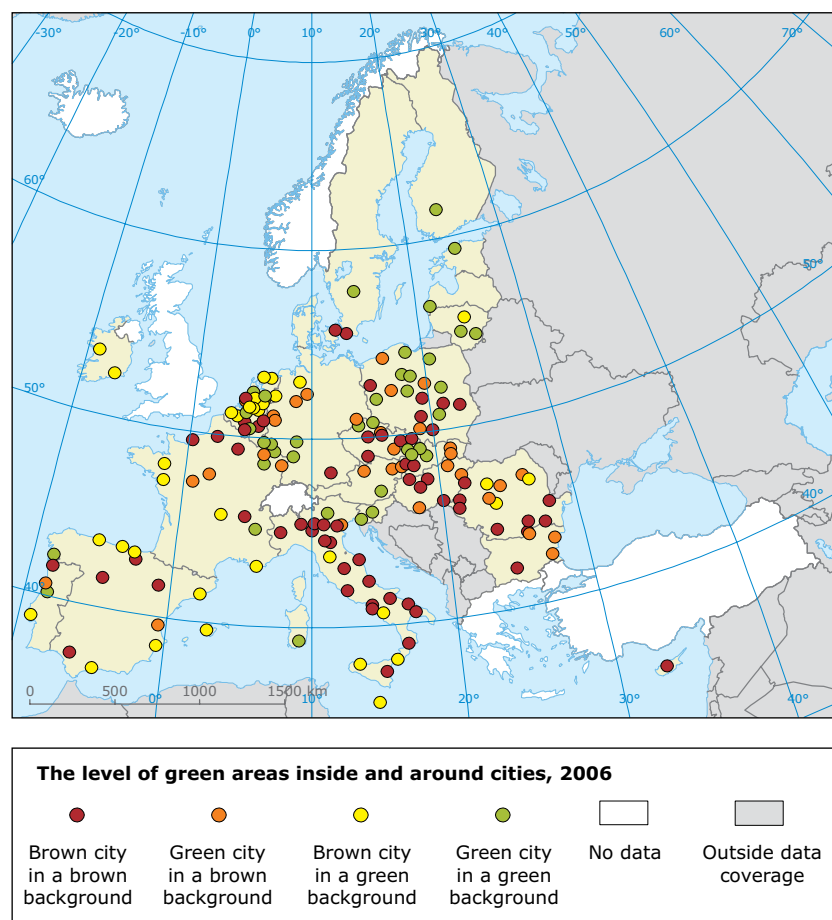 -30° -20° -10° 0° 10° 20° 30° 40° 50° 60° 70°
60°
50°
50°
40°
40°
0 500 1000 1500 km
0° 10° 20° 30° 40°
The level of green areas inside and around cities, 2006
Brown city Green city Brown city Green city No data Outside data
in a brown in a brown in a green in a green coverage
background background background background